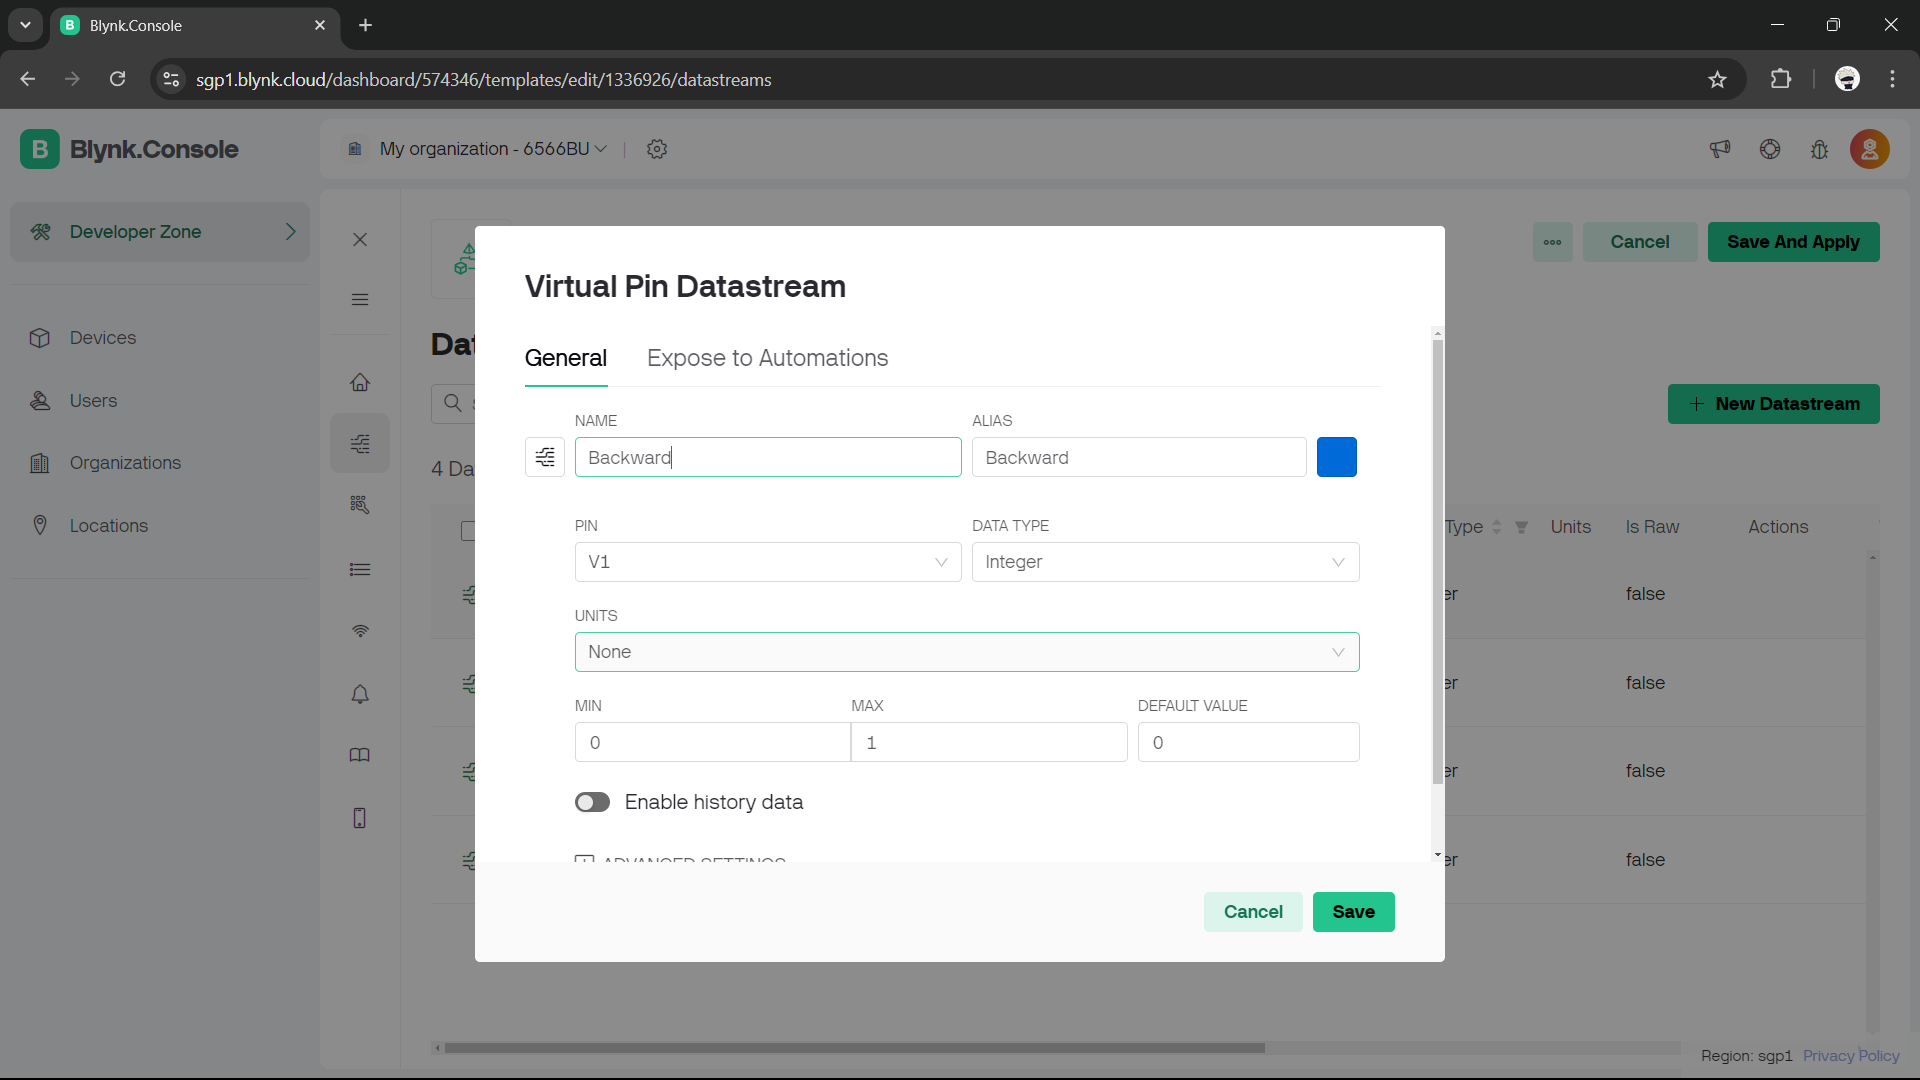 B Blynk.Console
sgp1.blynk.cloud/dashboard/574346/templates/edit/1336926/datastreams
B Blynk.Console
My organization - 6566BU
Developer Zone
Cancel
Save And Apply
Devices
Users
Organizations
Locations
Dat
New Datastream
4 Da
Type Units Is Raw Actions
er false
er false
er false
er false
Virtual Pin Datastream
General Expose to Automations
NAME ALIAS
Backward Backward
PIN DATA TYPE
V1 Integer
UNITS
None
MIN MAX DEFAULT VALUE
0 1 0
Enable history data
ADVANCED SETTINGS
Cancel Save
Region: sgp1 Privacy Policy